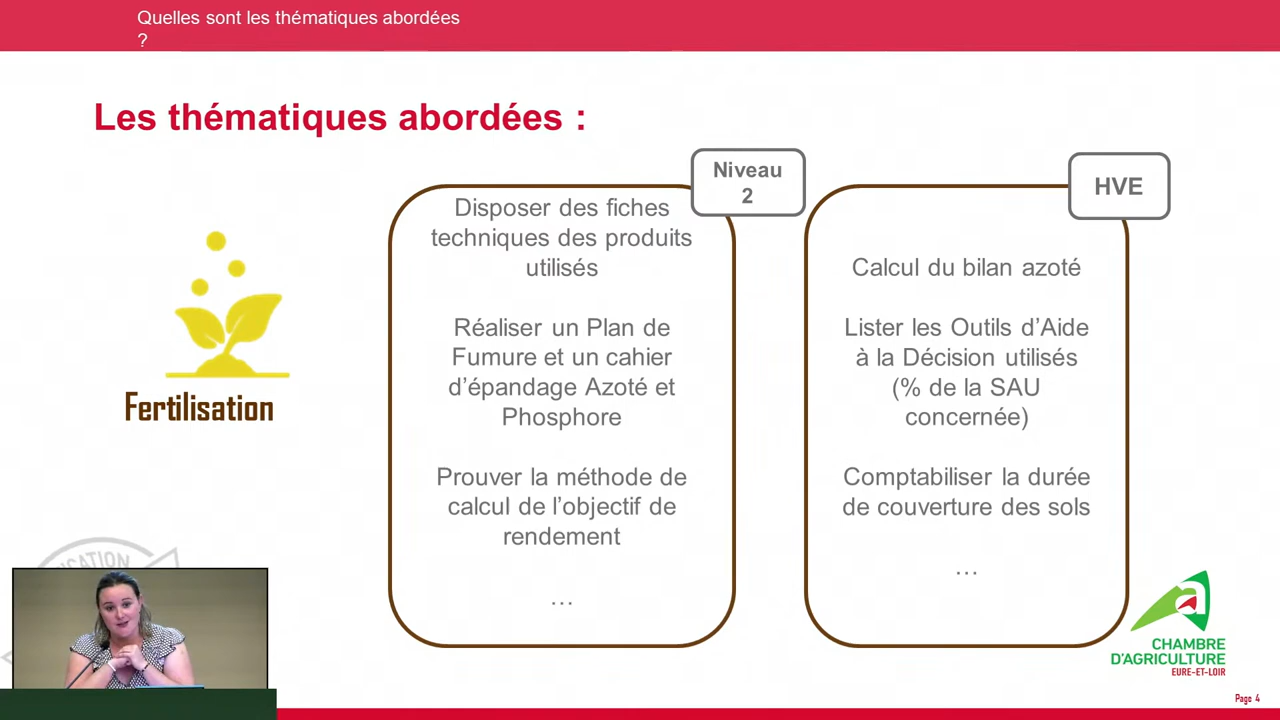 Quelles sont les thématiques abordées
?
Les thématiques abordées :
Niveau
2
HVE
Disposer des fiches
techniques des produits
utilisés
Réaliser un Plan de
Fumure et un cahier
d’épandage Azoté et
Phosphore
Prouver la méthode de
calcul de l’objectif de
rendement
…
Calcul du bilan azoté
Lister les Outils d’Aide
à la Décision utilisés
(% de la SAU
concernée)
Comptabiliser la durée
de couverture des sols
…
Fertilisation
a
CHAMBRE
D'AGRICULTURE
EURE-ET-LOIR
Page 4